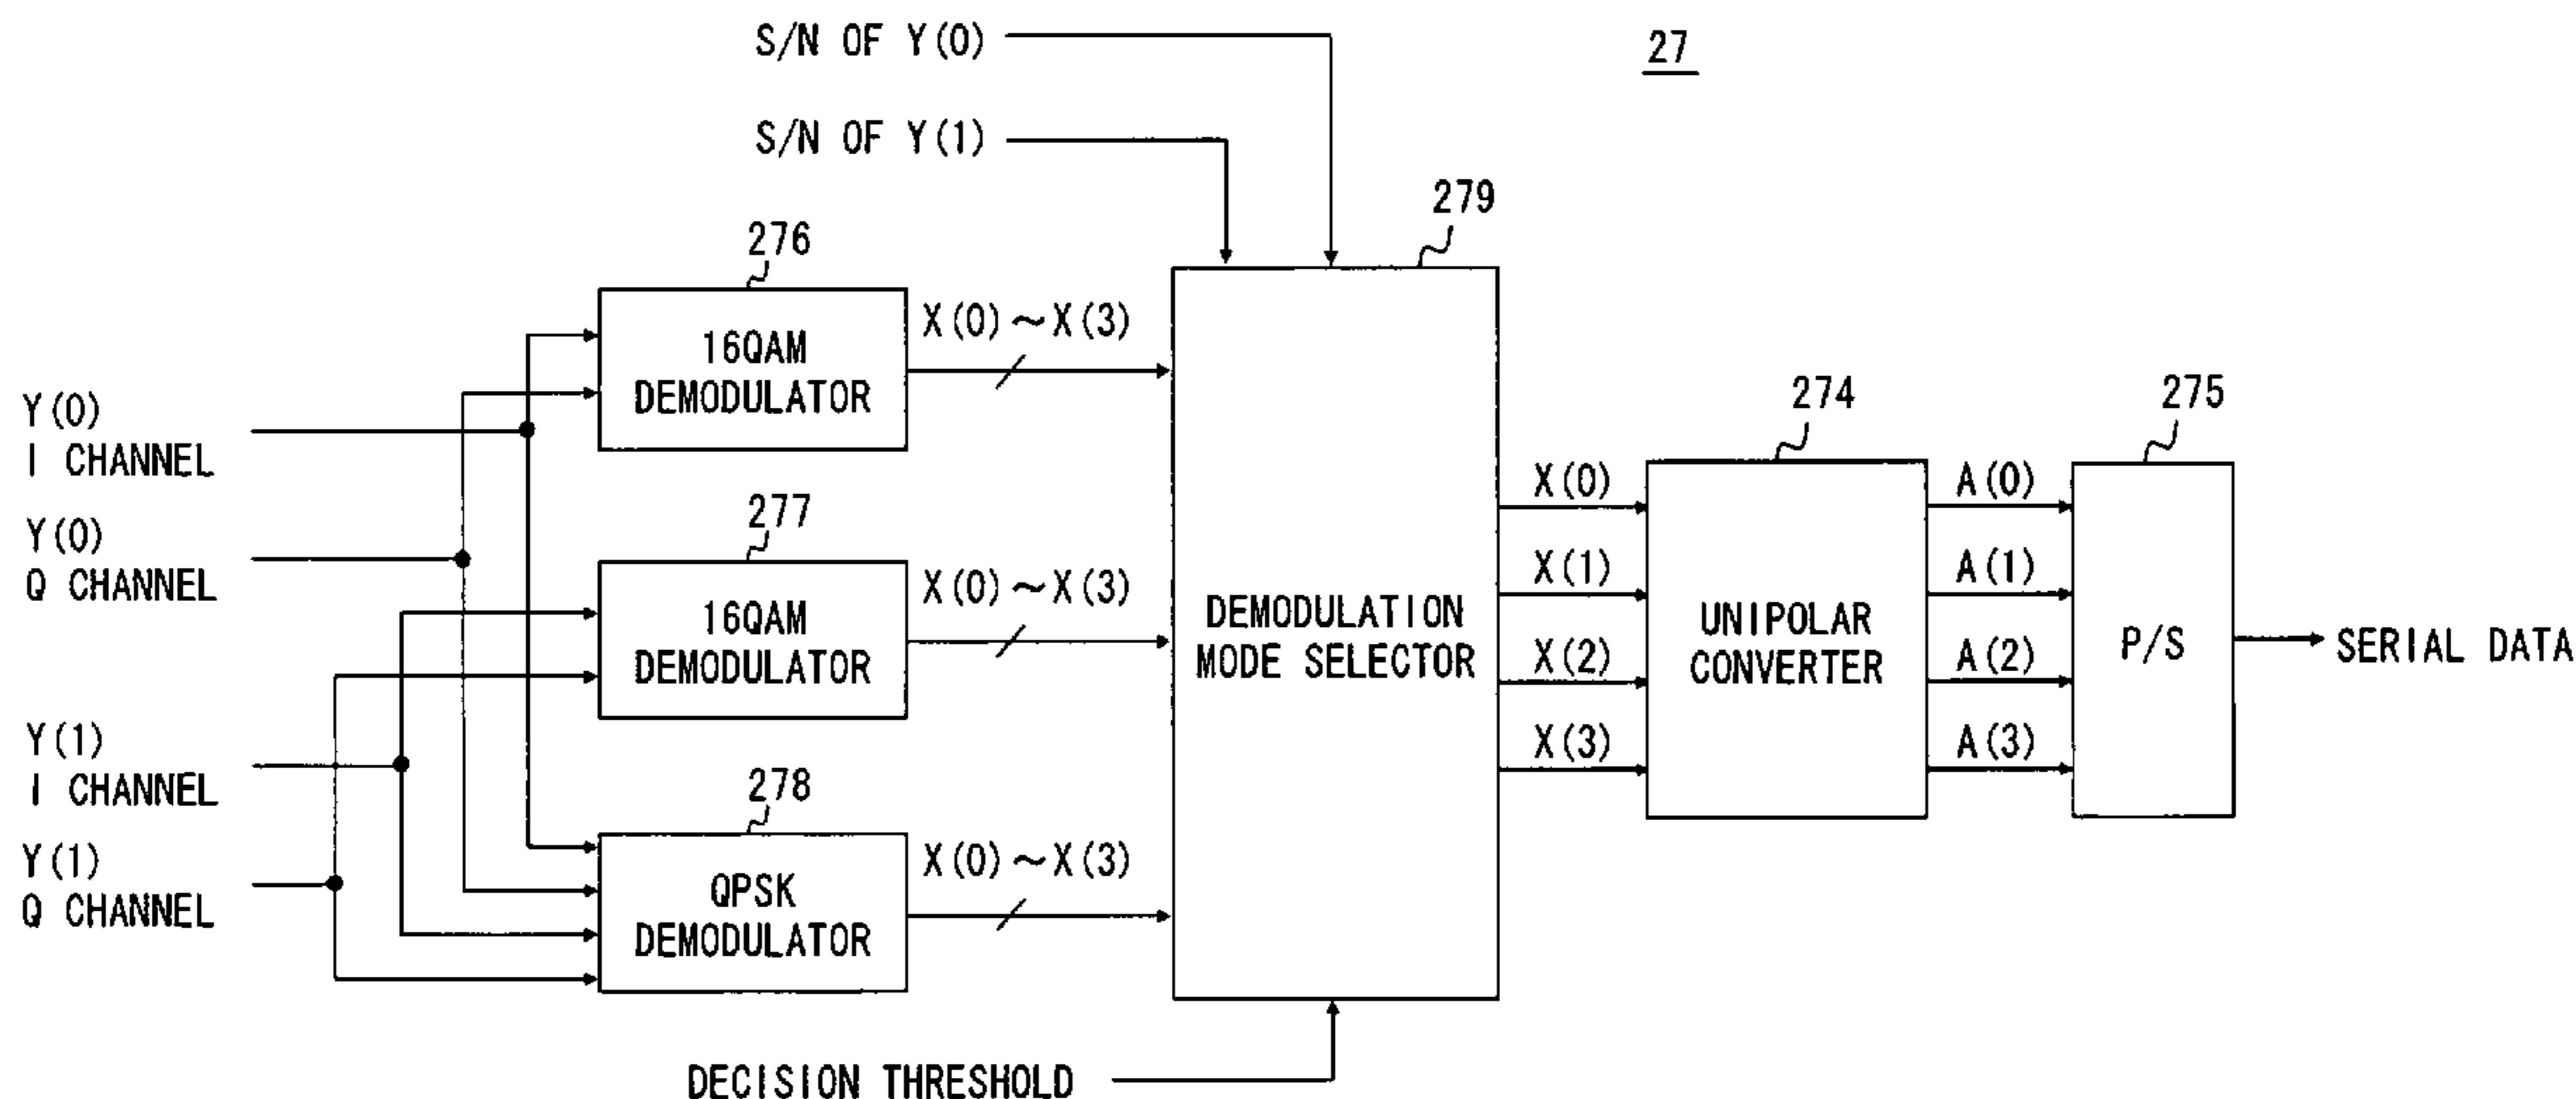 S/N OF Y(0)
27
S/N OF Y(1)
279
276
16QAM
DEMODULATOR
X(0)~X(3)
Y(0)
I CHANNEL
Y(0)
Q CHANNEL
277
16QAM
DEMODULATOR
X(0)~X(3)
Y(1)
I CHANNEL
Y(1)
Q CHANNEL
278
QPSK
DEMODULATOR
X(0)~X(3)
DEMODULATION
MODE SELECTOR
DECISION THRESHOLD
X(0)
X(1)
X(2)
X(3)
274
UNIPOLAR
CONVERTER
A(0)
A(1)
A(2)
A(3)
275
P/S
SERIAL DATA